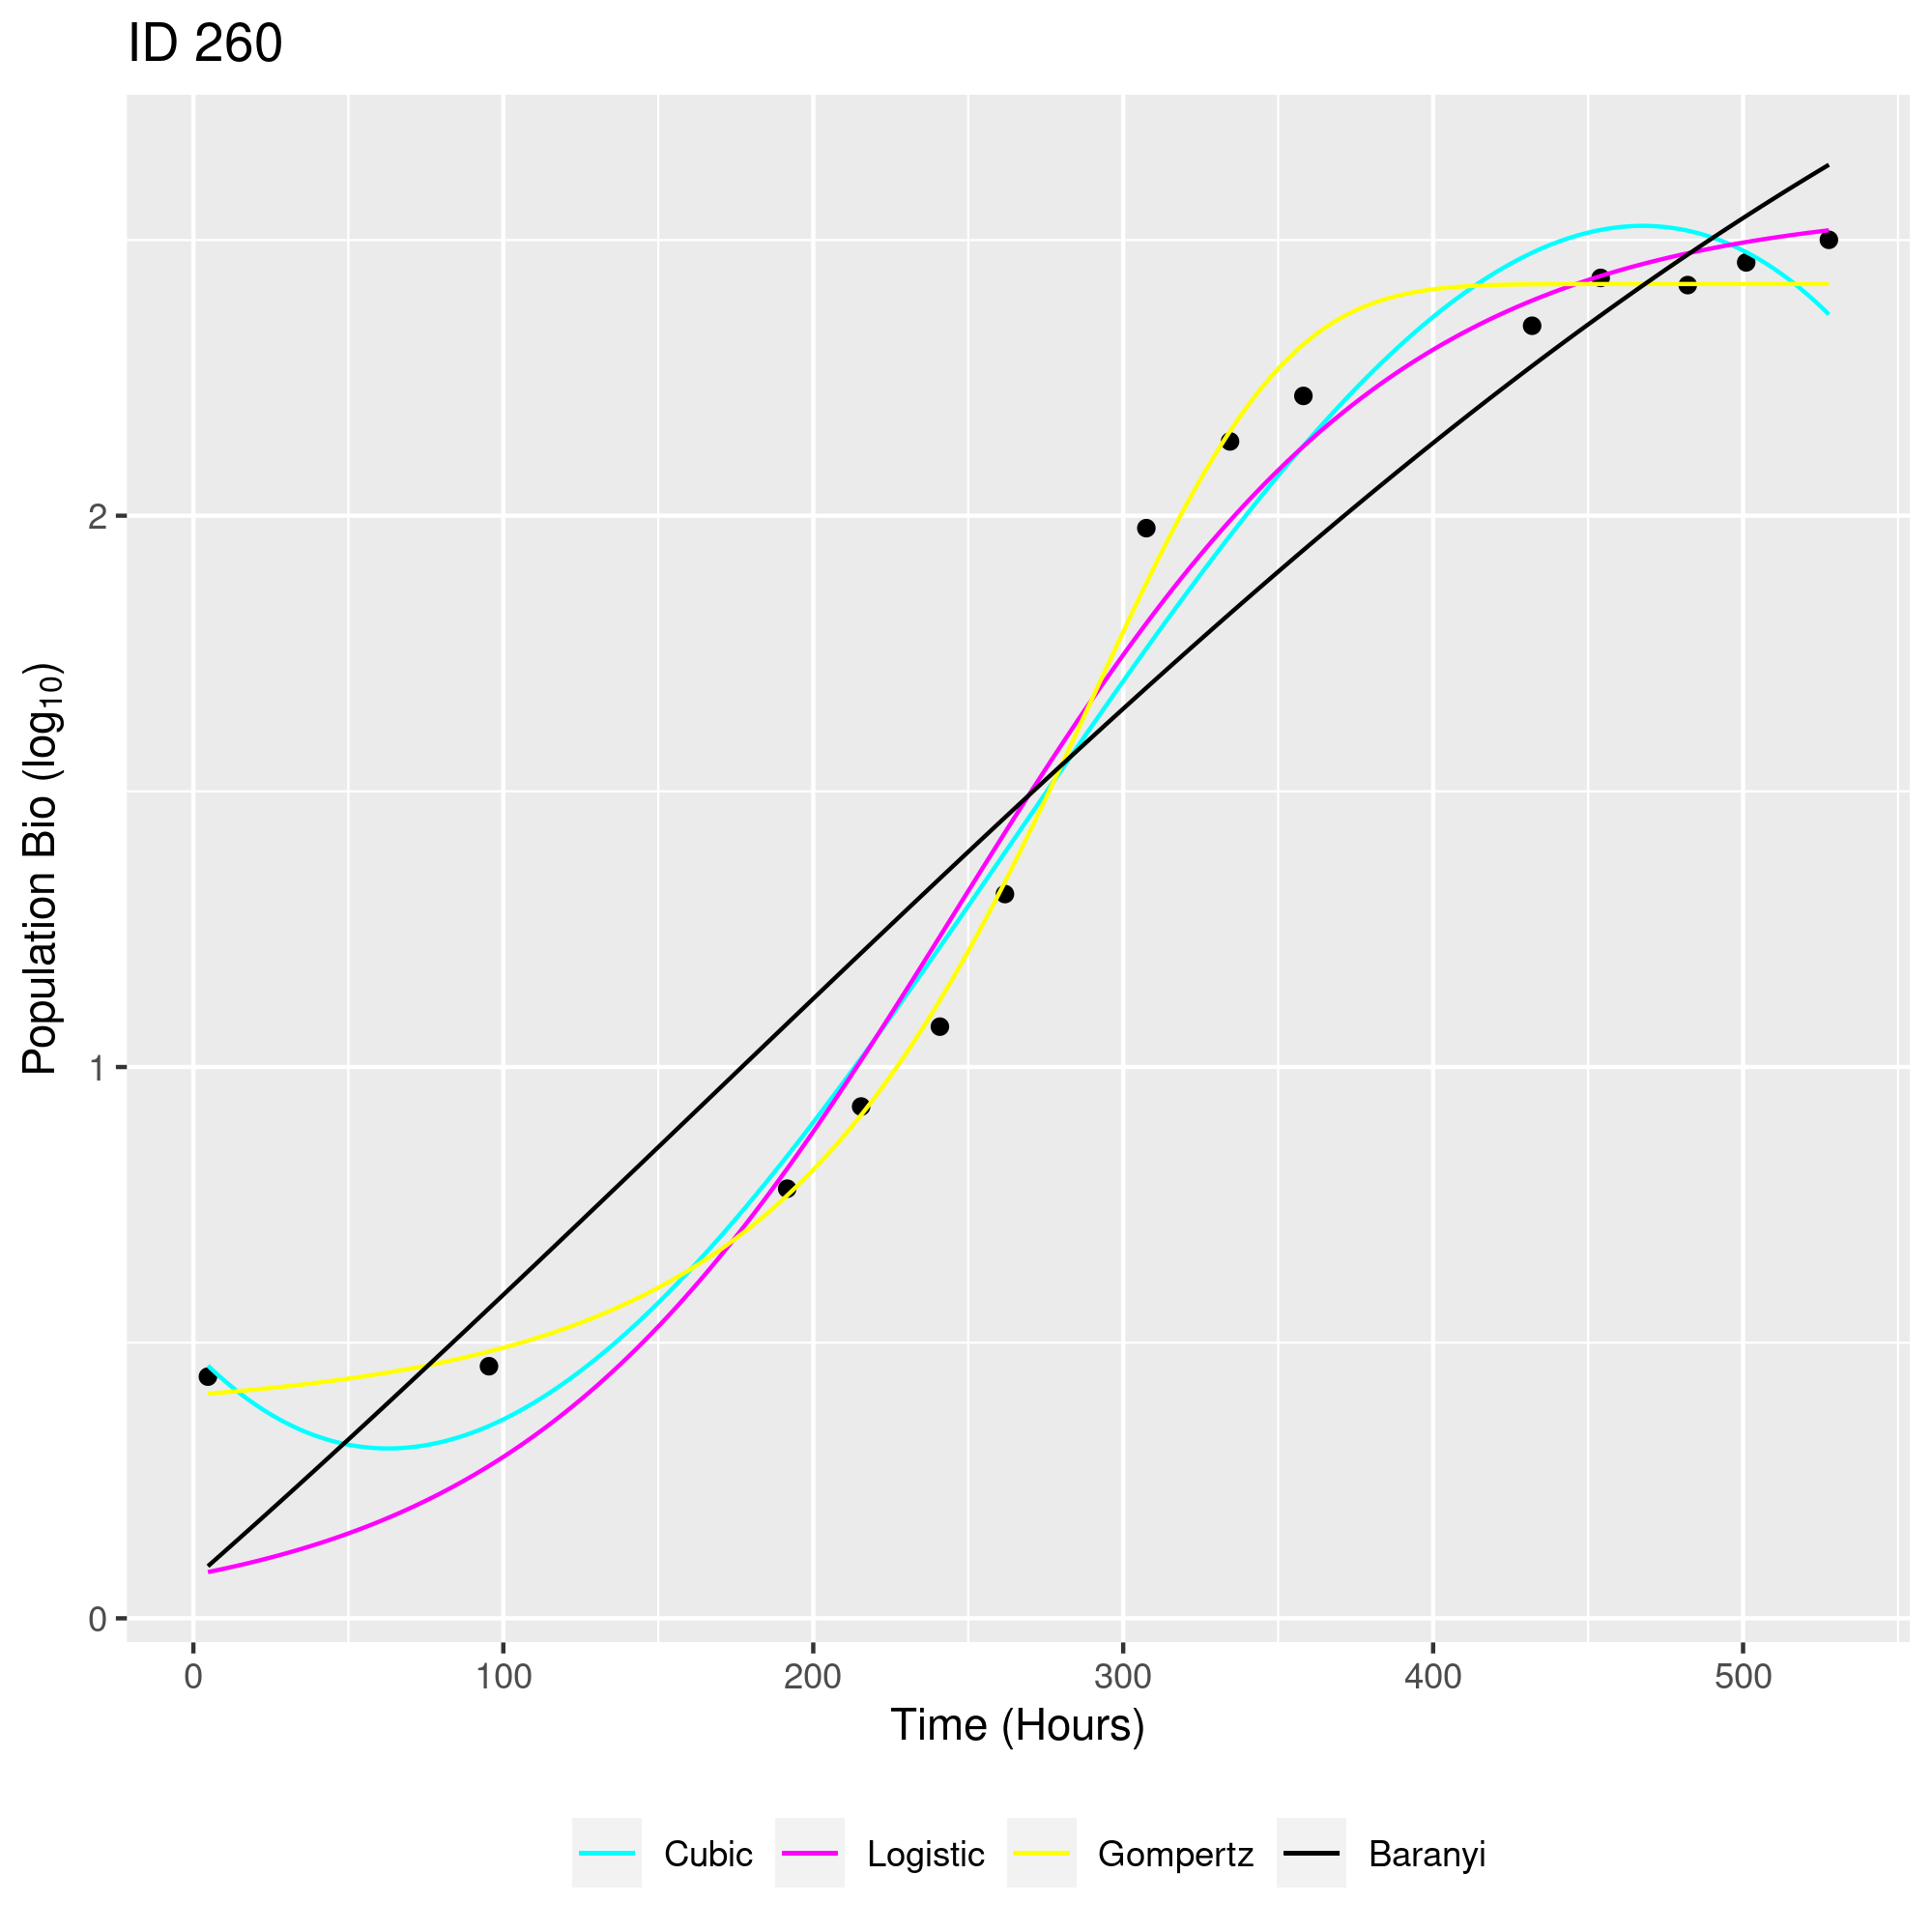 ID 260
Population Bio (log₁₀)
2
1
0
0 100 200 300 400 500
Time (Hours)
Cubic Logistic Gompertz Baranyi